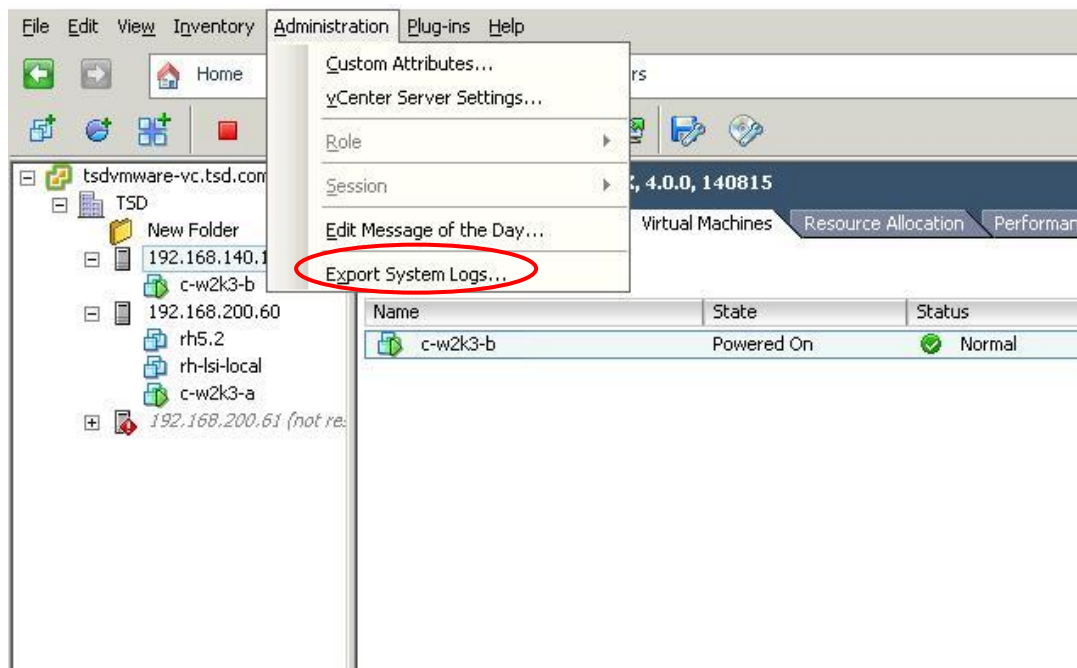 File Edit View Inventory Administration Plug-ins Help
Home
Custom Attributes...
vCenter Server Settings...
Role
Session
Edit Message of the Day...
Export System Logs...
rs
tsdvmware-vc.tsd.com
TSD
New Folder
192.168.140.1
c-w2k3-b
192.168.200.60
rh5.2
rh-lsi-local
c-w2k3-a
192.168.200.61 (not re
, 4.0.0, 140815
Virtual Machines Resource Allocation Performan
Name State Status
c-w2k3-b Powered On Normal